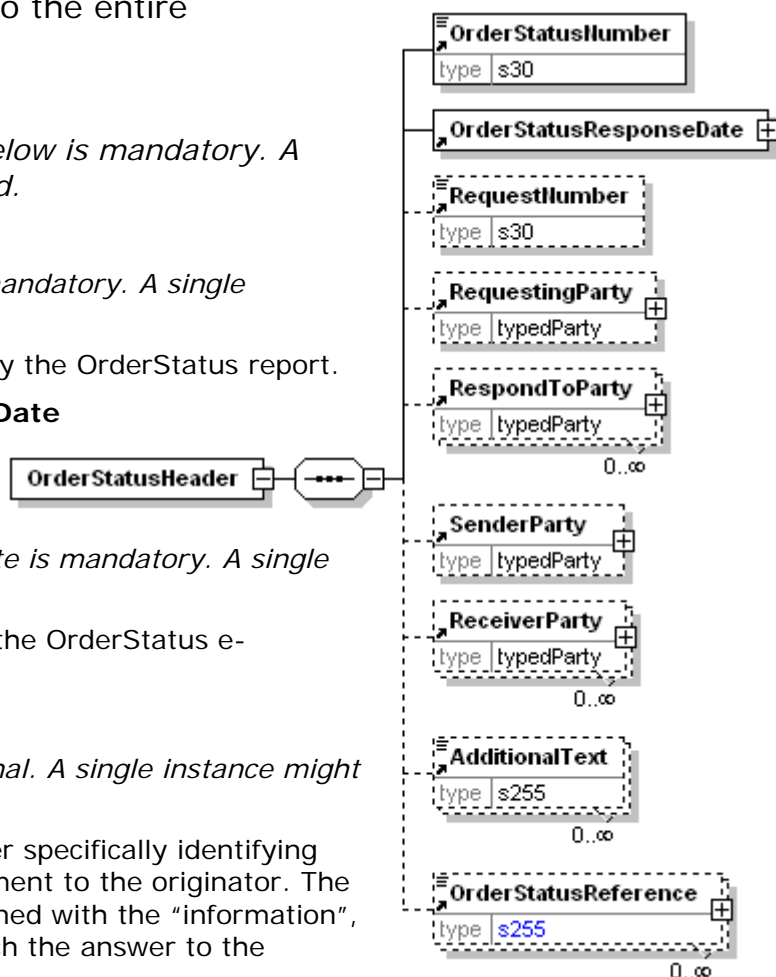 o the entire
elow is mandatory. A
d.
andatory. A single
y the OrderStatus report.
Date
te is mandatory. A single
the OrderStatus e-
nal. A single instance might
er specifically identifying
ment to the originator. The
ned with the “information”,
ch the answer to the
OrderStatusHeader
OrderStatusNumber
type s30
OrderStatusResponseDate
RequestNumber
type s30
RequestingParty
type typedParty
RespondToParty
type typedParty
0..∞
SenderParty
type typedParty
ReceiverParty
type typedParty
0..∞
AdditionalText
type s255
0..∞
OrderStatusReference
type s255
0..∞